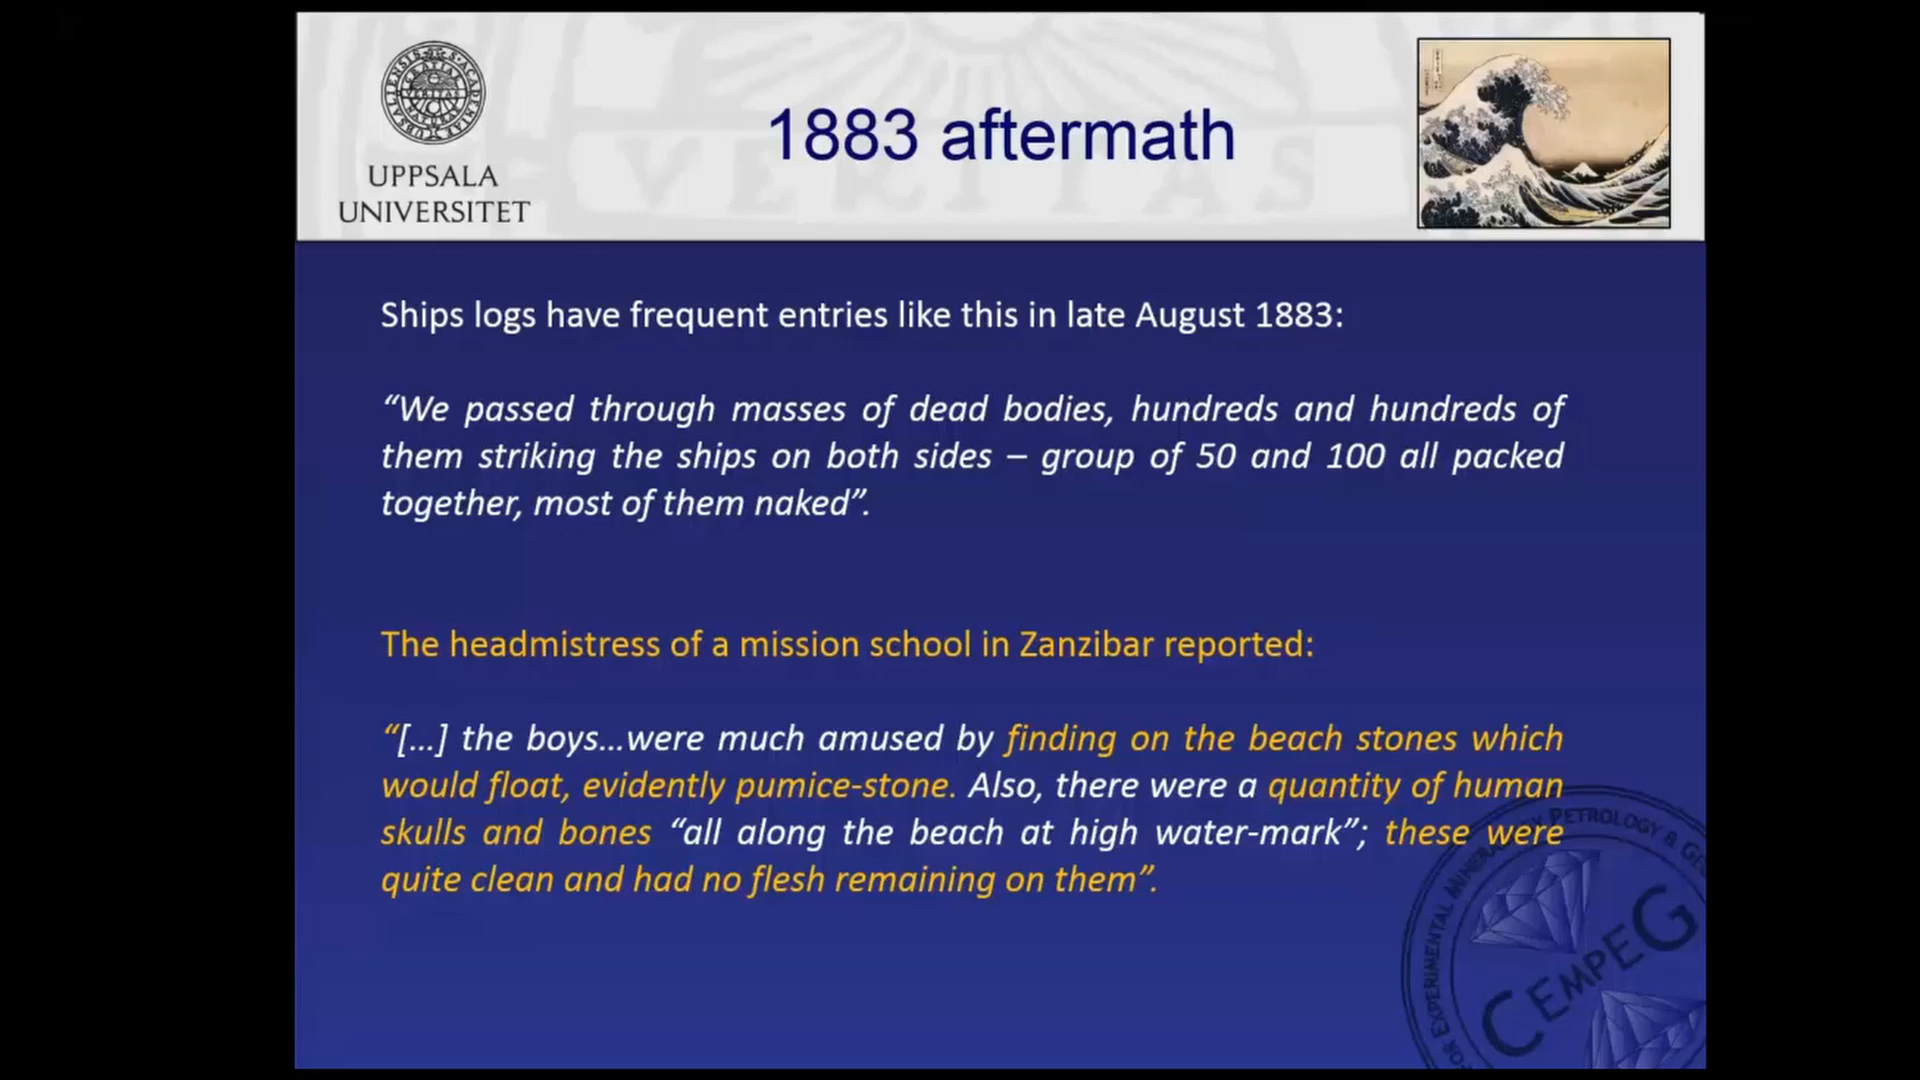 UPPSALA
UNIVERSITET
1883 aftermath
VERITAS
Ships logs have frequent entries like this in late August 1883:
“We passed through masses of dead bodies, hundreds and hundreds of
them striking the ships on both sides – group of 50 and 100 all packed
together, most of them naked”.
The headmistress of a mission school in Zanzibar reported:
“[…] the boys…were much amused by finding on the beach stones which
would float, evidently pumice-stone. Also, there were a quantity of human
skulls and bones “all along the beach at high water-mark”; these were
quite clean and had no flesh remaining on them”.
CEMPEG